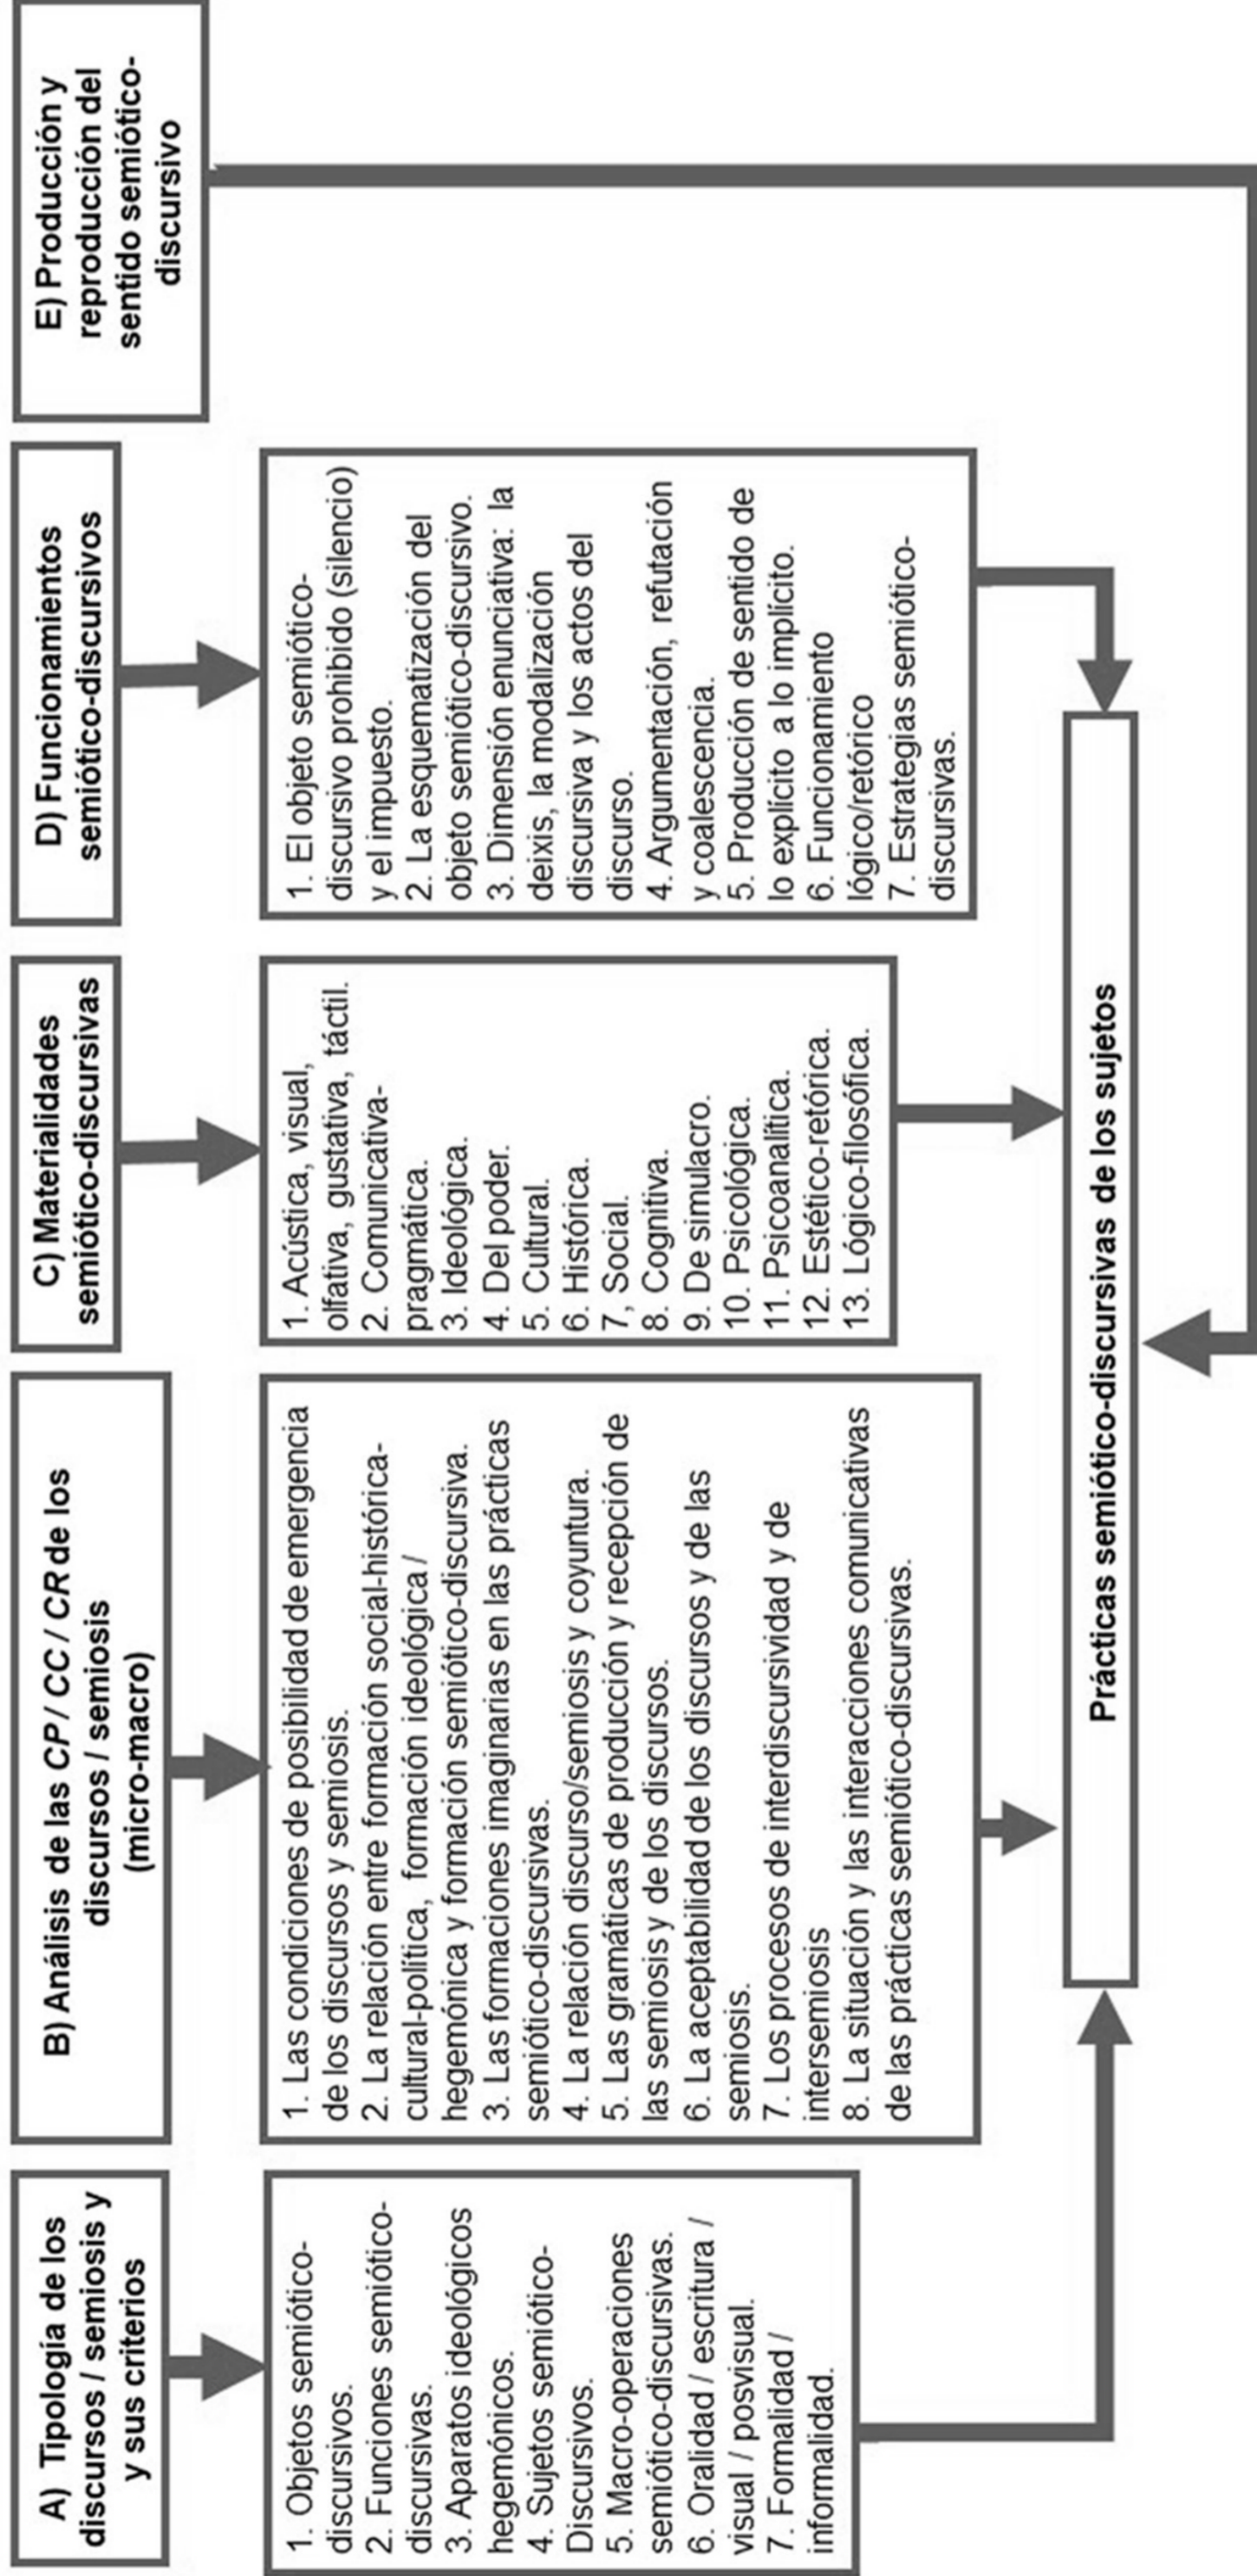 A) Tipología de los
discursos / semiosis y
y sus criterios
1. Objetos semiótico-
discursivos.
2. Funciones semiótico-
discursivas.
3. Aparatos ideológicos
hegemónicos.
4. Sujetos semiótico-
Discursivos.
5. Macro-operaciones
semiótico-discursivas.
6. Oralidad / escritura /
visual / posvisual.
7. Formalidad /
informalidad.
B) Análisis de las CP / CC / CR de los
discursos / semiosis
(micro-macro)
1. Las condiciones de posibilidad de emergencia
de los discursos y semiosis.
2. La relación entre formación social-histórica-
cultural-política, formación ideológica /
hegemónica y formación semiótico-discursiva.
3. Las formaciones imaginarias en las prácticas
semiótico-discursivas.
4. La relación discurso/semiosis y coyuntura.
5. Las gramáticas de producción y recepción de
las semiosis y de los discursos.
6. La aceptabilidad de los discursos y de las
semiosis.
7. Los procesos de interdiscursividad y de
intersemiosis
8. La situación y las interacciones comunicativas
de las prácticas semiótico-discursivas.
C) Materialidades
semiótico-discursivas
1. Acústica, visual,
olfativa, gustativa, táctil.
2. Comunicativa-
pragmática.
3. Ideológica.
4. Del poder.
5. Cultural.
6. Histórica.
7, Social.
8. Cognitiva.
9. De simulacro.
10. Psicológica.
11. Psicoanalítica.
12. Estético-retórica.
13. Lógico-filosófica.
D) Funcionamientos
semiótico-discursivos
1. El objeto semiótico-
discursivo prohibido (silencio)
y el impuesto.
2. La esquematización del
objeto semiótico-discursivo.
3. Dimensión enunciativa: la
deixis, la modalización
discursiva y los actos del
discurso.
4. Argumentación, refutación
y coalescencia.
5. Producción de sentido de
lo explícito a lo implícito.
6. Funcionamiento
lógico/retórico
7. Estrategias semiótico-
discursivas.
E) Producción y
reproducción del
sentido semiótico-
discursivo
Prácticas semiótico-discursivas de los sujetos